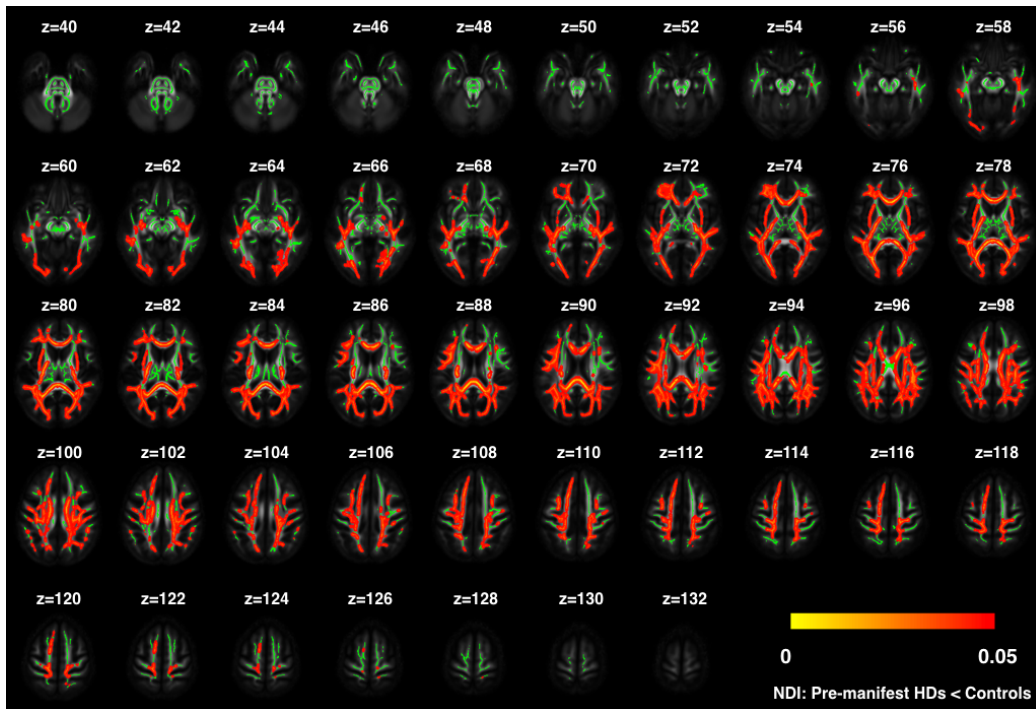 z=40 z=42 z=44 z=46 z=48 z=50 z=52 z=54 z=56 z=58
z=60 z=62 z=64 z=66 z=68 z=70 z=72 z=74 z=76 z=78
z=80 z=82 z=84 z=86 z=88 z=90 z=92 z=94 z=96 z=98
z=100 z=102 z=104 z=106 z=108 z=110 z=112 z=114 z=116 z=118
z=120 z=122 z=124 z=126 z=128 z=130 z=132
0 0.05
NDI: Pre-manifest HDs < Controls